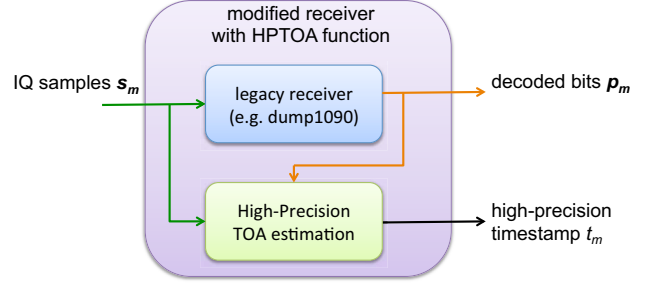 modified receiver
with HPTOA function
IQ samples sₘ
legacy receiver
(e.g. dump1090)
decoded bits pₘ
High-Precision
TOA estimation
high-precision
timestamp tₘ